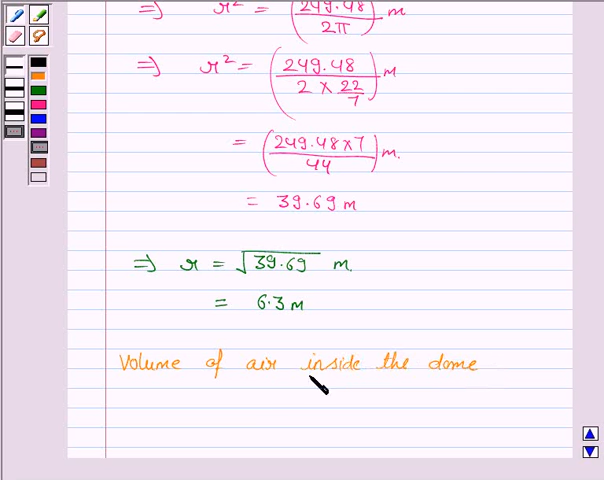 ⇒ r² = (249.48/2π) m
⇒ r² = (249.48/(2 × 22/7)) m
= (249.48×7/44) m.
= 39.69 m
⇒ r = √39.69 m.
= 6.3 m
Volume of air inside the dome